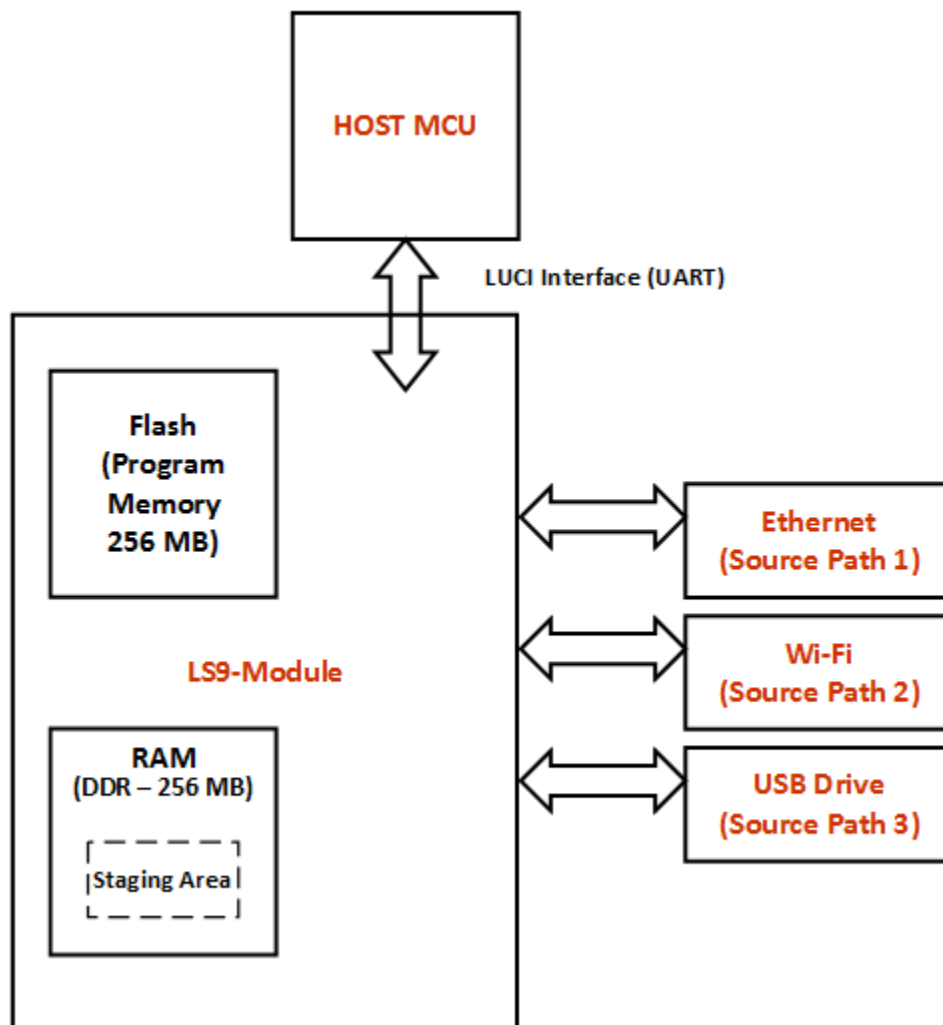 HOST MCU
LUCI Interface (UART)
Flash
(Program
Memory
256 MB)
Ethernet
(Source Path 1)
Wi-Fi
(Source Path 2)
LS9-Module
RAM
(DDR – 256 MB)
USB Drive
(Source Path 3)
Staging Area